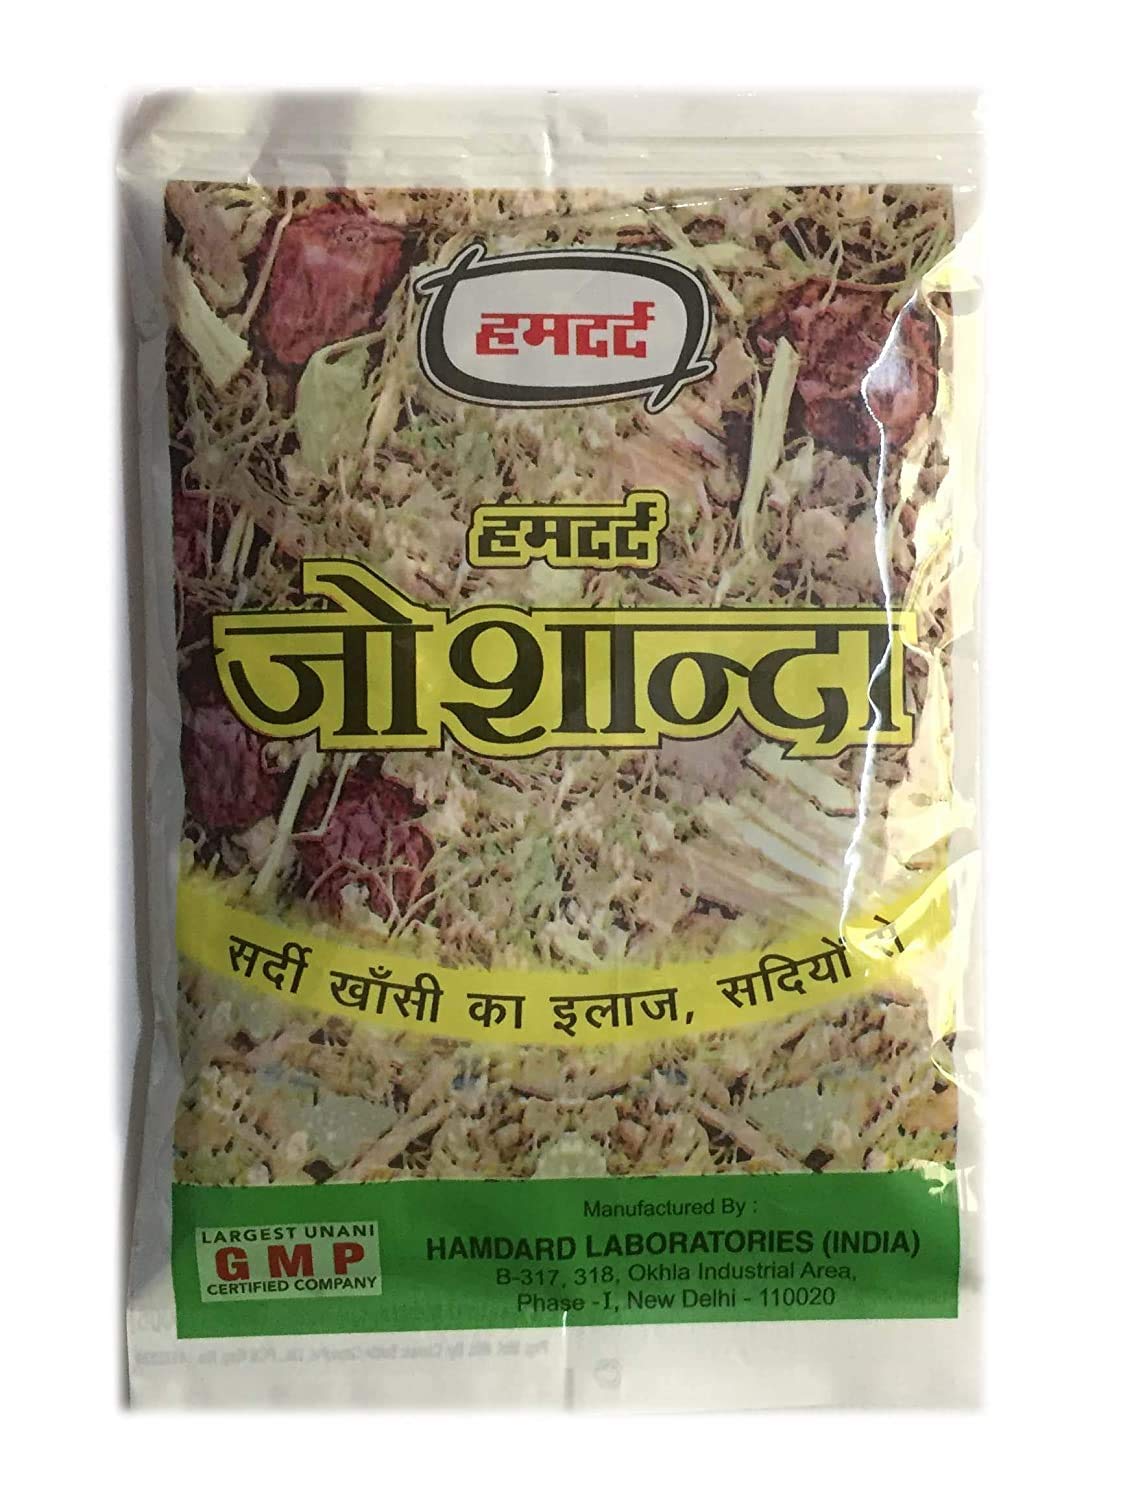 हमदर्द
हमदर्द
जोशान्दा
सर्दी खाँसी का इलाज, सदियों से
LARGEST UNANI
GMP
CERTIFIED COMPANY
Manufactured By :
HAMDARD LABORATORIES (INDIA)
B-317, 318, Okhla Industrial Area,
Phase -I, New Delhi - 110020